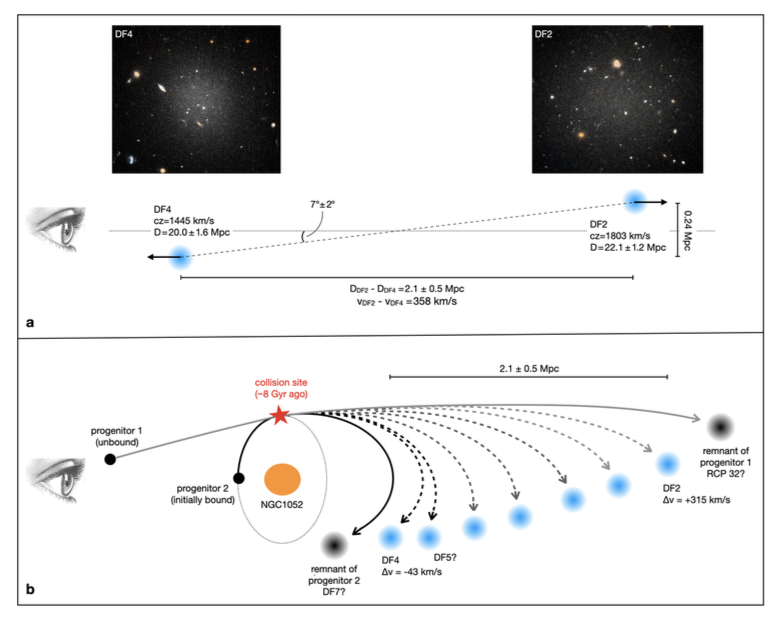 DF4
DF2
7°±2°
DF4
cz=1445 km/s
D=20.0±1.6 Mpc
DF2
cz=1803 km/s
D=22.1±1.2 Mpc
0.24 Mpc
DDF2 - DDF4 =2.1 ± 0.5 Mpc
vDF2 - vDF4 =358 km/s
a
2.1 ± 0.5 Mpc
collision site
(~8 Gyr ago)
progenitor 1
(unbound)
progenitor 2
(initially bound)
NGC1052
remnant of
progenitor 1
RCP 32?
DF2
Δv = +315 km/s
DF4
Δv = -43 km/s
DF5?
remnant of
progenitor 2
DF7?
b